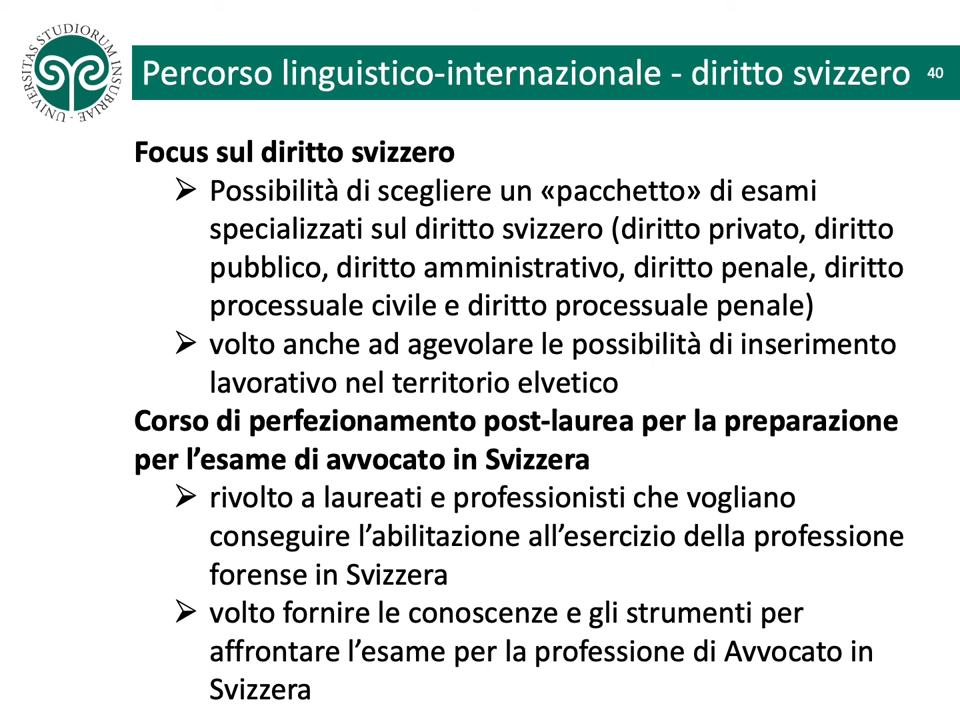 UNIVERSITAS STUDIORUM INSUBRIAE
Percorso linguistico-internazionale - diritto svizzero 40
Focus sul diritto svizzero
Possibilità di scegliere un «pacchetto» di esami
specializzati sul diritto svizzero (diritto privato, diritto
pubblico, diritto amministrativo, diritto penale, diritto
processuale civile e diritto processuale penale)
volto anche ad agevolare le possibilità di inserimento
lavorativo nel territorio elvetico
Corso di perfezionamento post-laurea per la preparazione
per l’esame di avvocato in Svizzera
rivolto a laureati e professionisti che vogliano
conseguire l’abilitazione all’esercizio della professione
forense in Svizzera
volto fornire le conoscenze e gli strumenti per
affrontare l’esame per la professione di Avvocato in
Svizzera